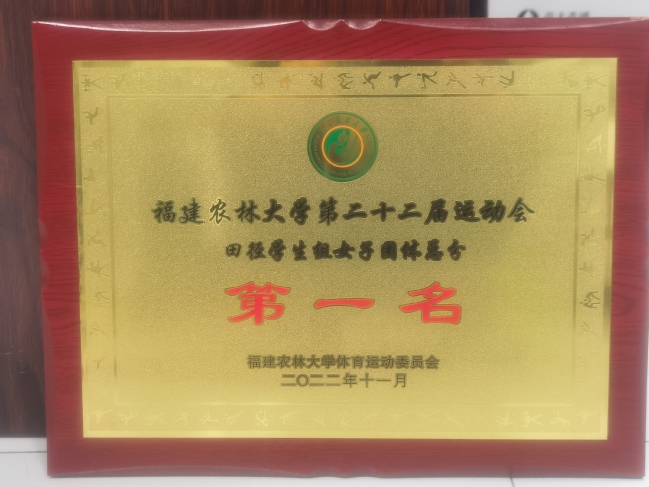 福建农林大学第二十二届运动会
田径学生组女子团体总分
第一名
福建农林大学体育运动委员会
二〇二二年十一月